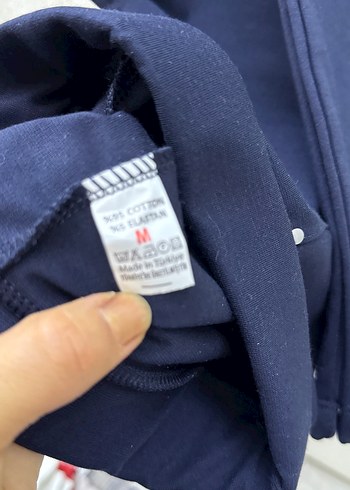 %95 COTTON
%5 ELASTAN
M
Made in Türkiye